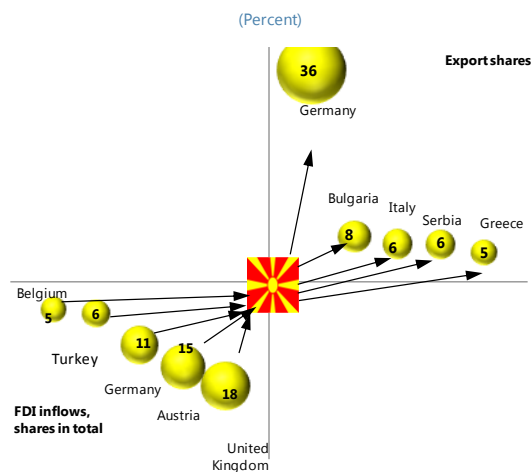 (Percent)
36
Export shares
Germany
Bulgaria
Italy
Serbia
Greece
8
6
6
5
Belgium
5
6
11
15
18
Turkey
Germany
Austria
FDI inflows,
shares in total
United
Kingdom